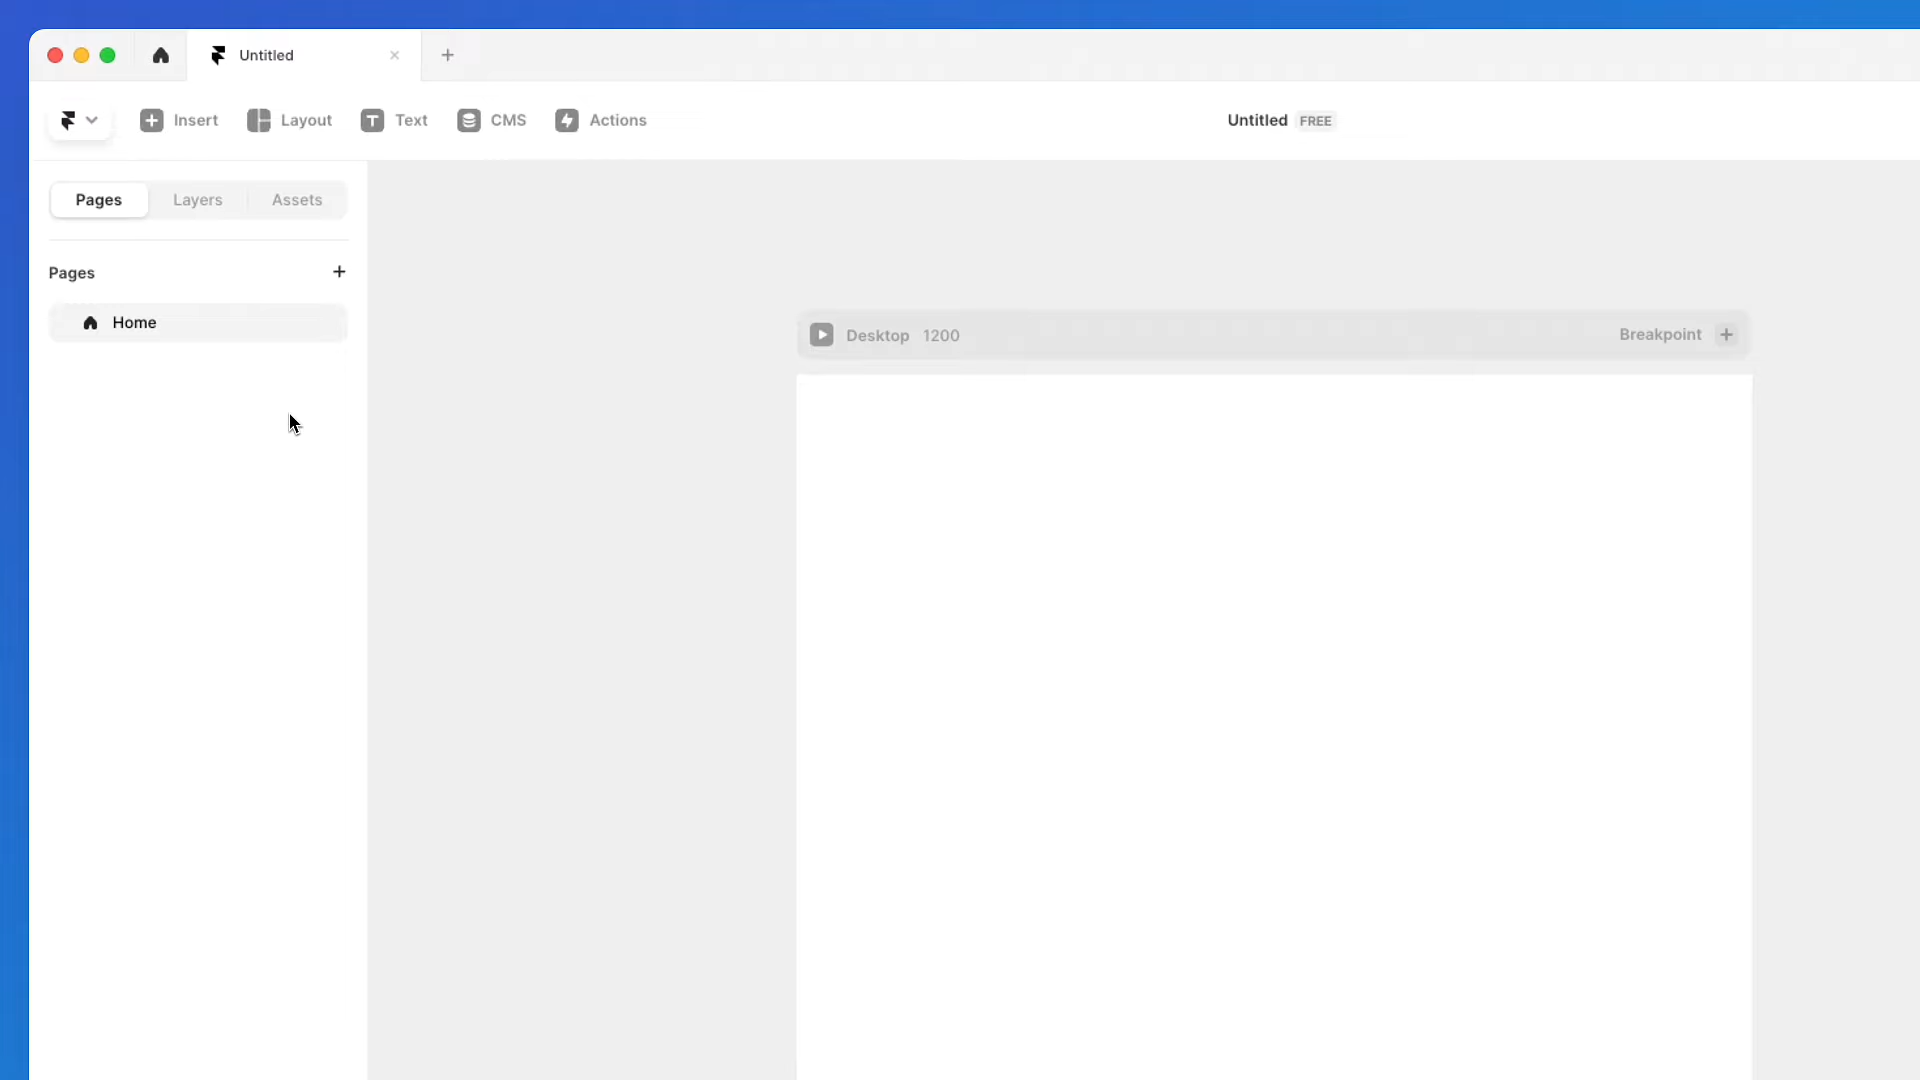 Untitled
Insert Layout Text CMS Actions Untitled FREE
Pages Layers Assets
Pages
Home
Desktop 1200 Breakpoint